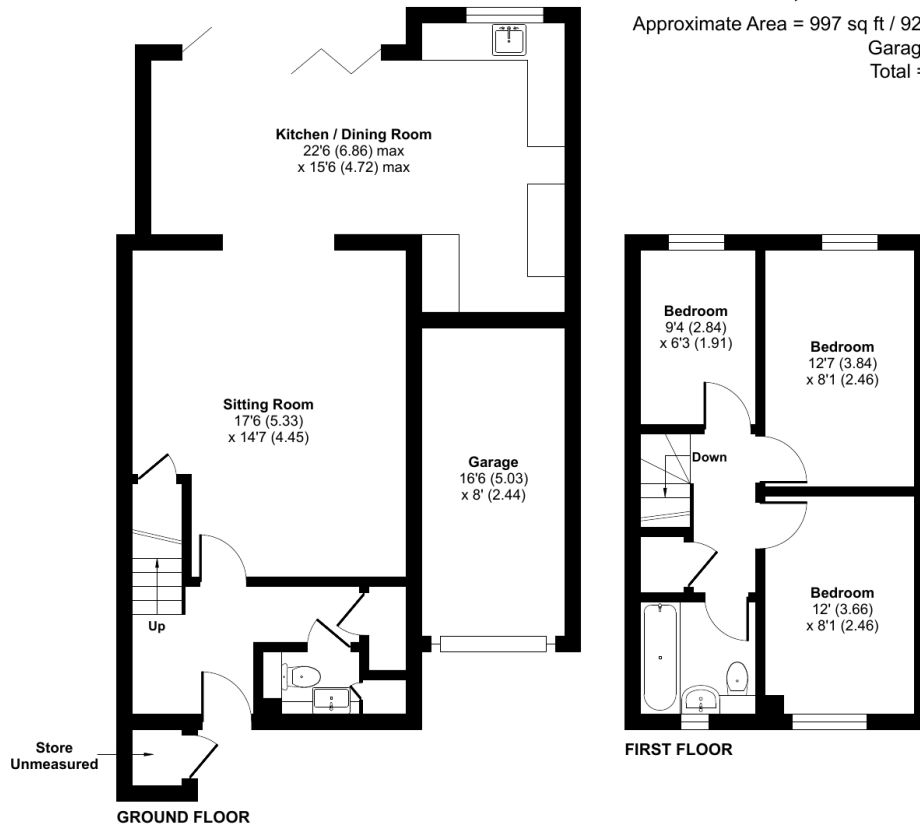 Approximate Area = 997 sq ft / 92
Garag
Total =
Kitchen / Dining Room
22'6 (6.86) max
x 15'6 (4.72) max
Sitting Room
17'6 (5.33)
x 14'7 (4.45)
Garage
16'6 (5.03)
x 8' (2.44)
Up
Store
Unmeasured
GROUND FLOOR
Bedroom
9'4 (2.84)
x 6'3 (1.91)
Bedroom
12'7 (3.84)
x 8'1 (2.46)
Down
Bedroom
12' (3.66)
x 8'1 (2.46)
FIRST FLOOR